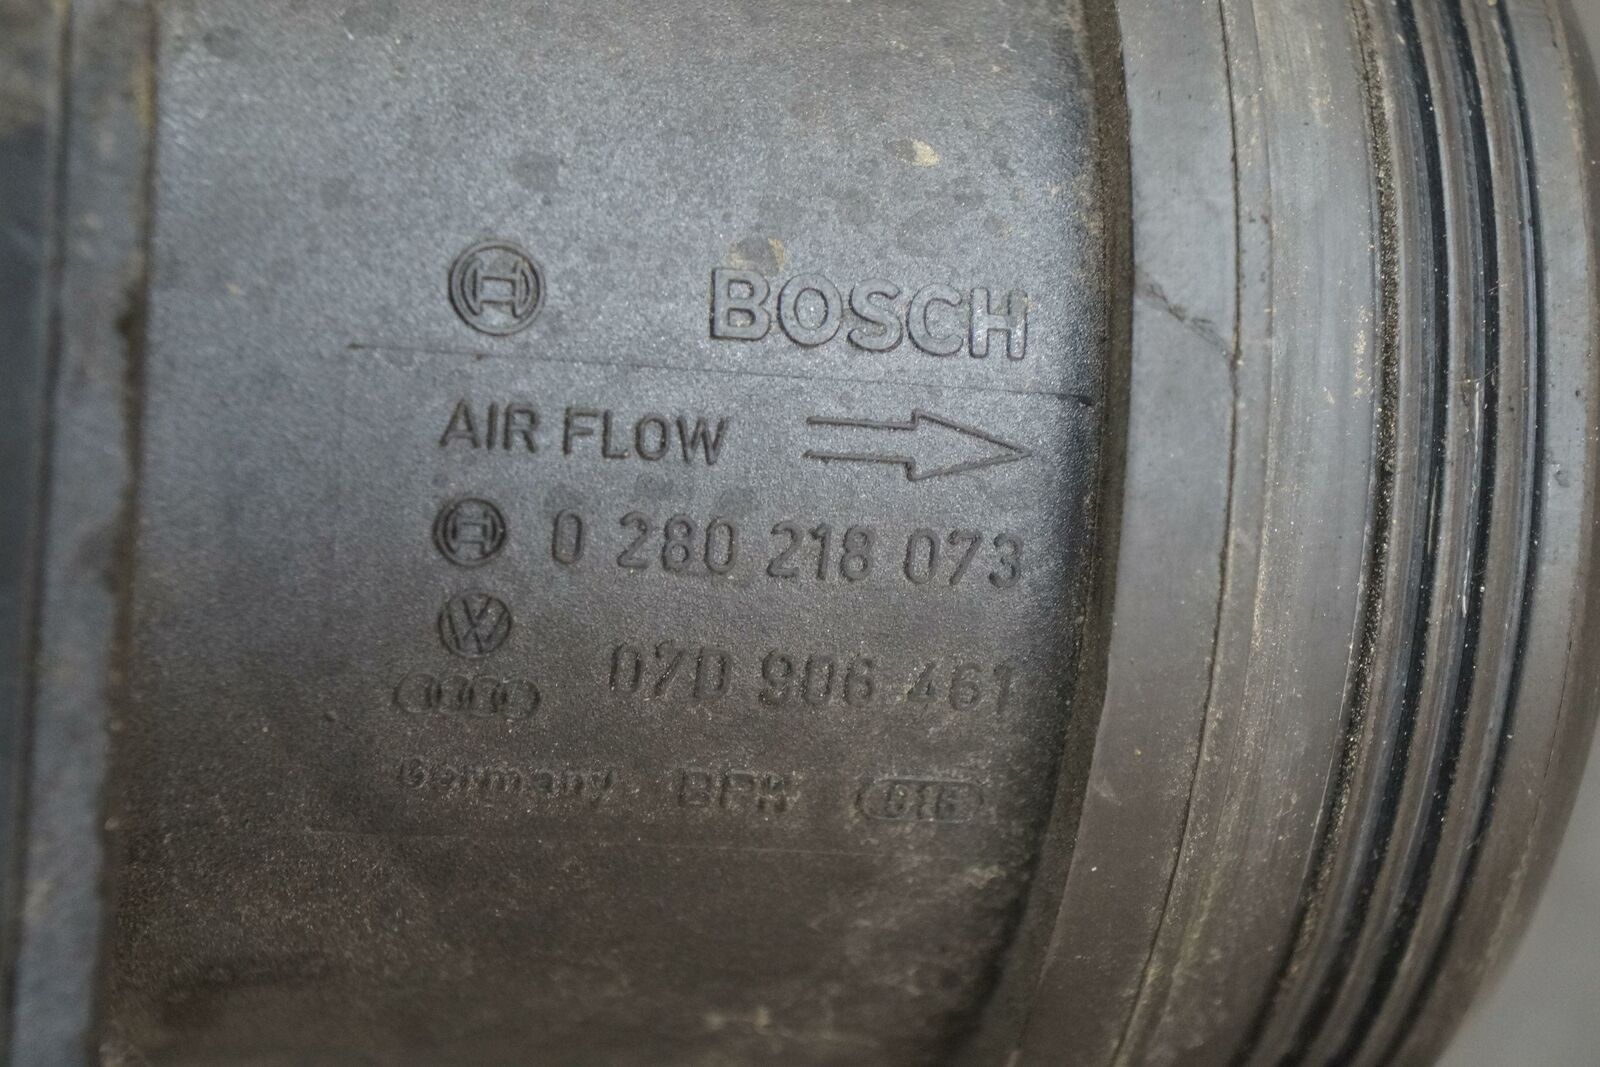 BOSCH
AIR FLOW
0 280 218 073
07D 906 461
Germany